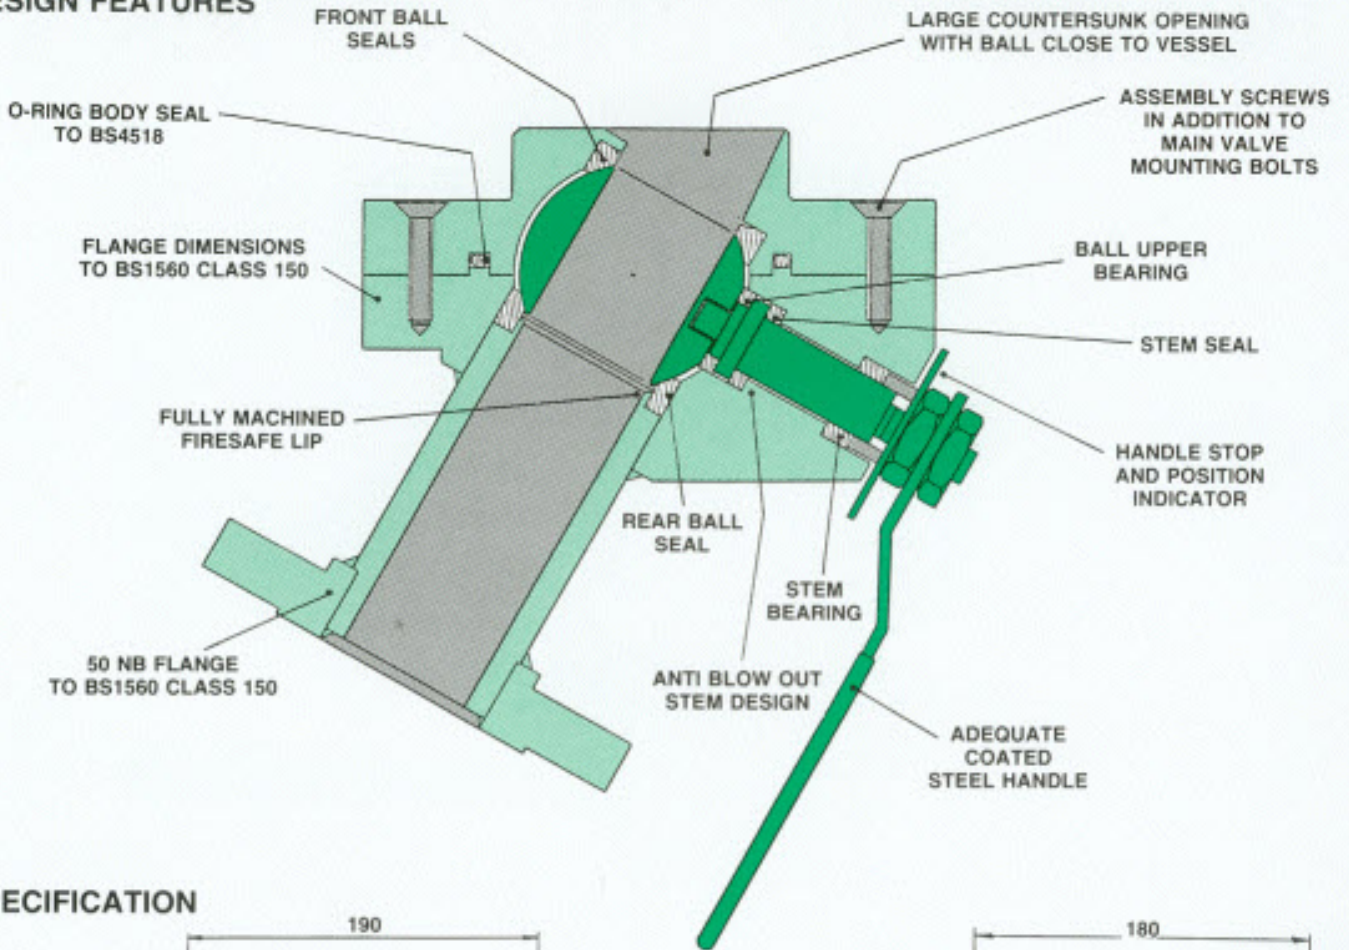 ESIGN FEATURES
FRONT BALL
SEALS
LARGE COUNTERSUNK OPENING
WITH BALL CLOSE TO VESSEL
O-RING BODY SEAL
TO BS4518
ASSEMBLY SCREWS
IN ADDITION TO
MAIN VALVE
MOUNTING BOLTS
FLANGE DIMENSIONS
TO BS1560 CLASS 150
BALL UPPER
BEARING
STEM SEAL
FULLY MACHINED
FIRESAFE LIP
HANDLE STOP
AND POSITION
INDICATOR
REAR BALL
SEAL
STEM
BEARING
50 NB FLANGE
TO BS1560 CLASS 150
ANTI BLOW OUT
STEM DESIGN
ADEQUATE
COATED
STEEL HANDLE
ECIFICATION
190
180